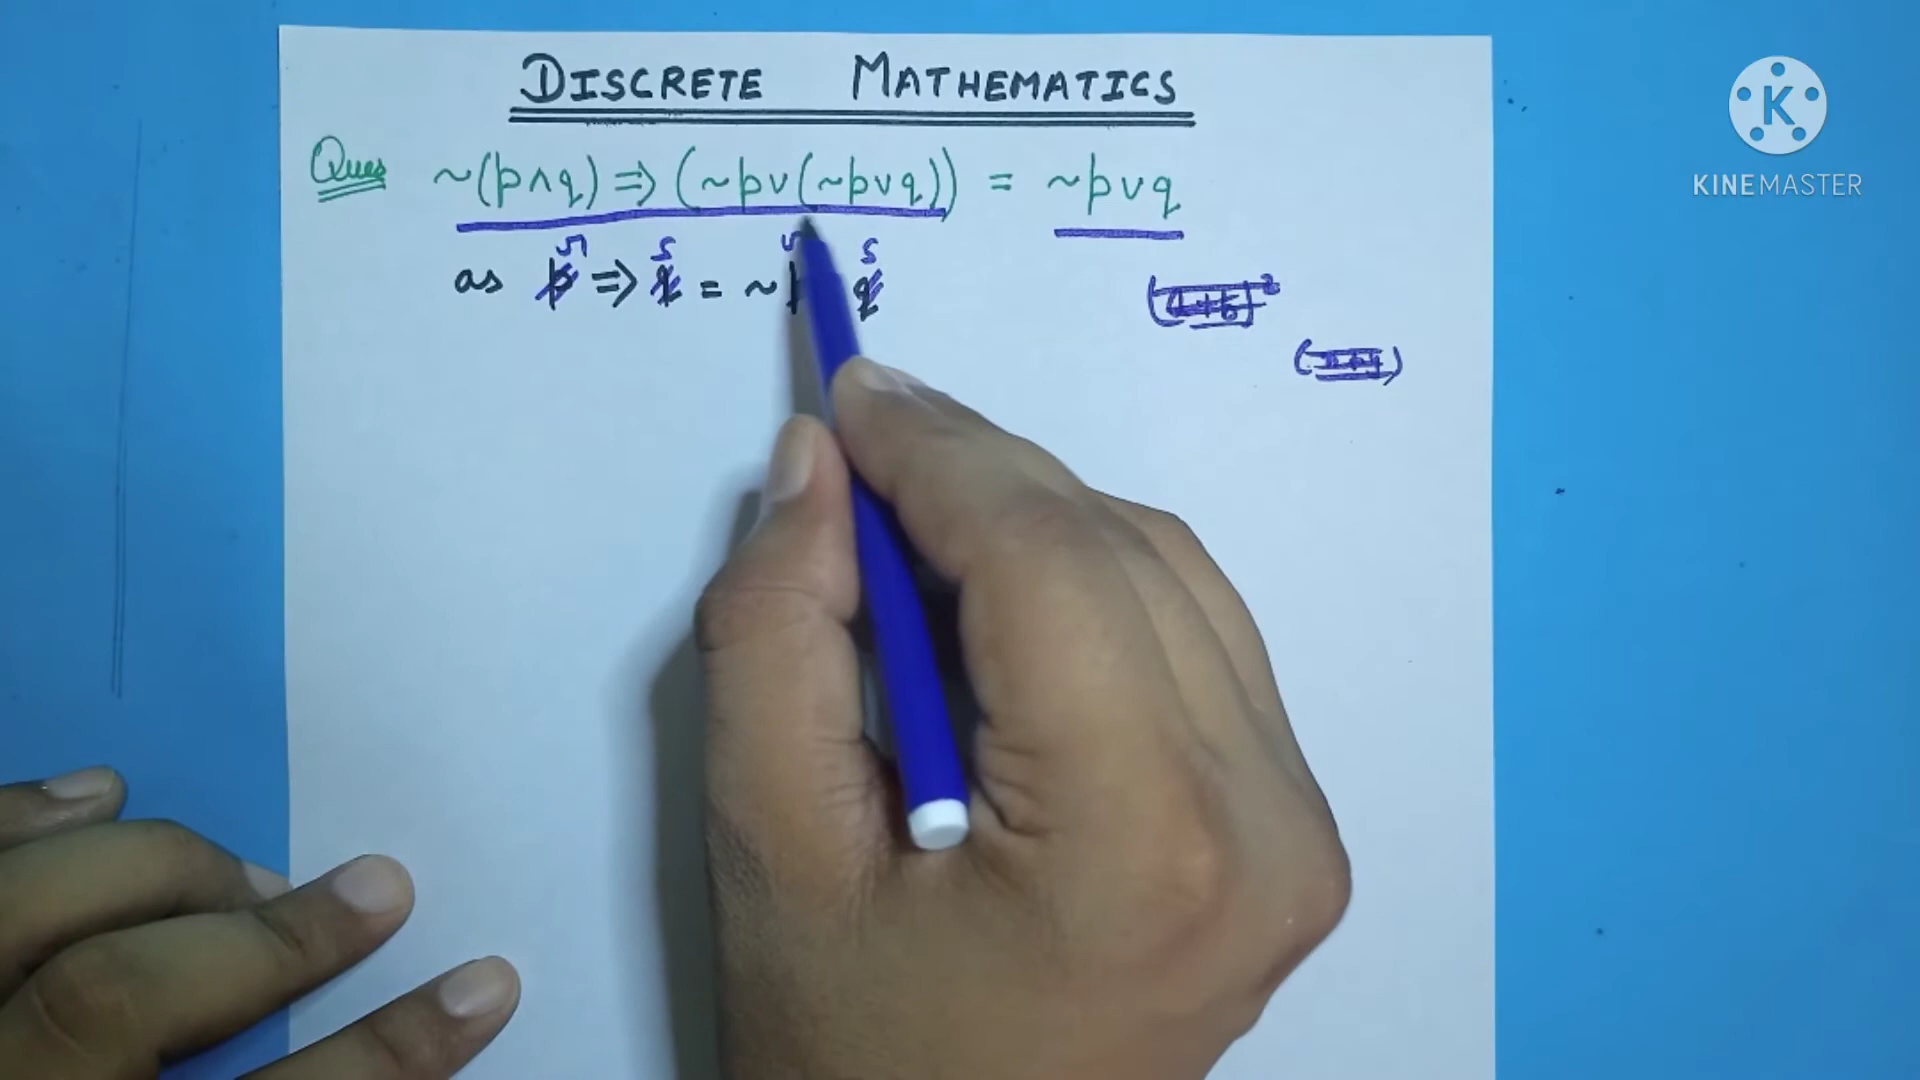 DISCRETE MATHEMATICS
Ques ~(p∧q) ⇒ (~p∨(~p∨q)) = ~p∨q
as p ⇒ q = ~p q
KINEMASTER